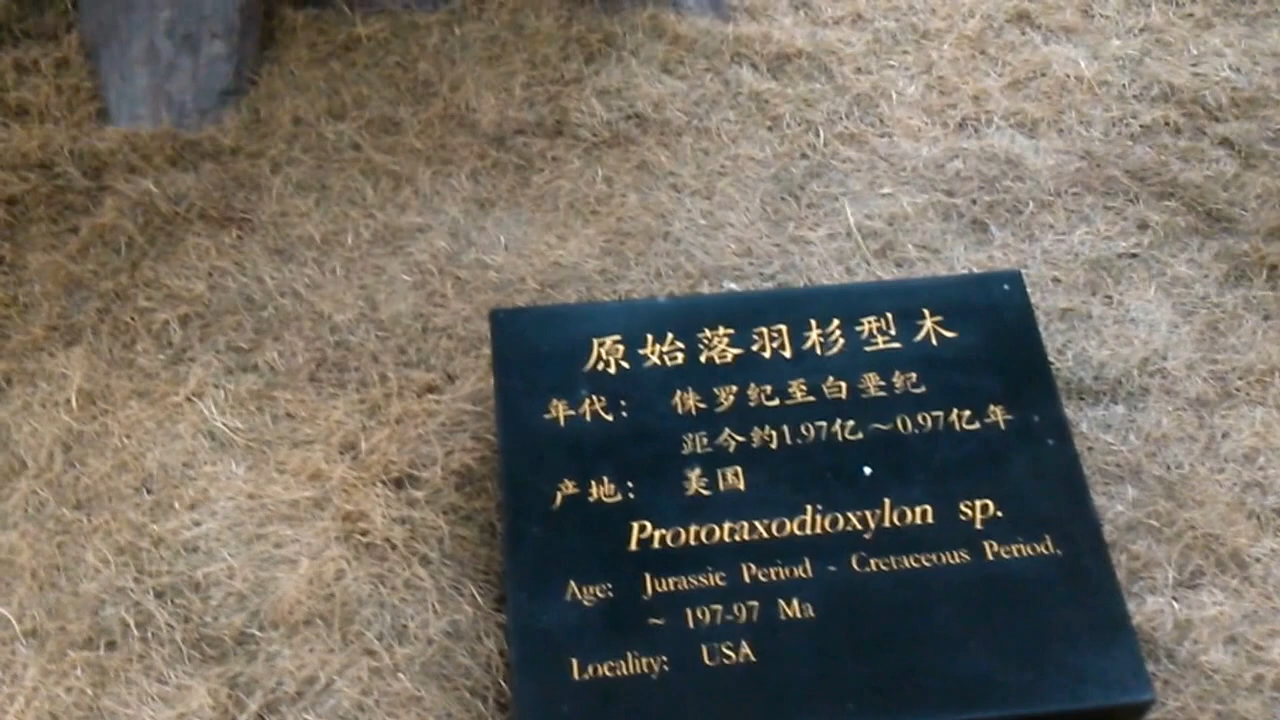 原始落羽杉型木
年代： 侏罗纪至白垩纪
距今约1.97亿～0.97亿年
产地： 美国
Prototaxodioxylon sp.
Age: Jurassic Period - Cretaceous Period,
~ 197-97 Ma
Locality: USA